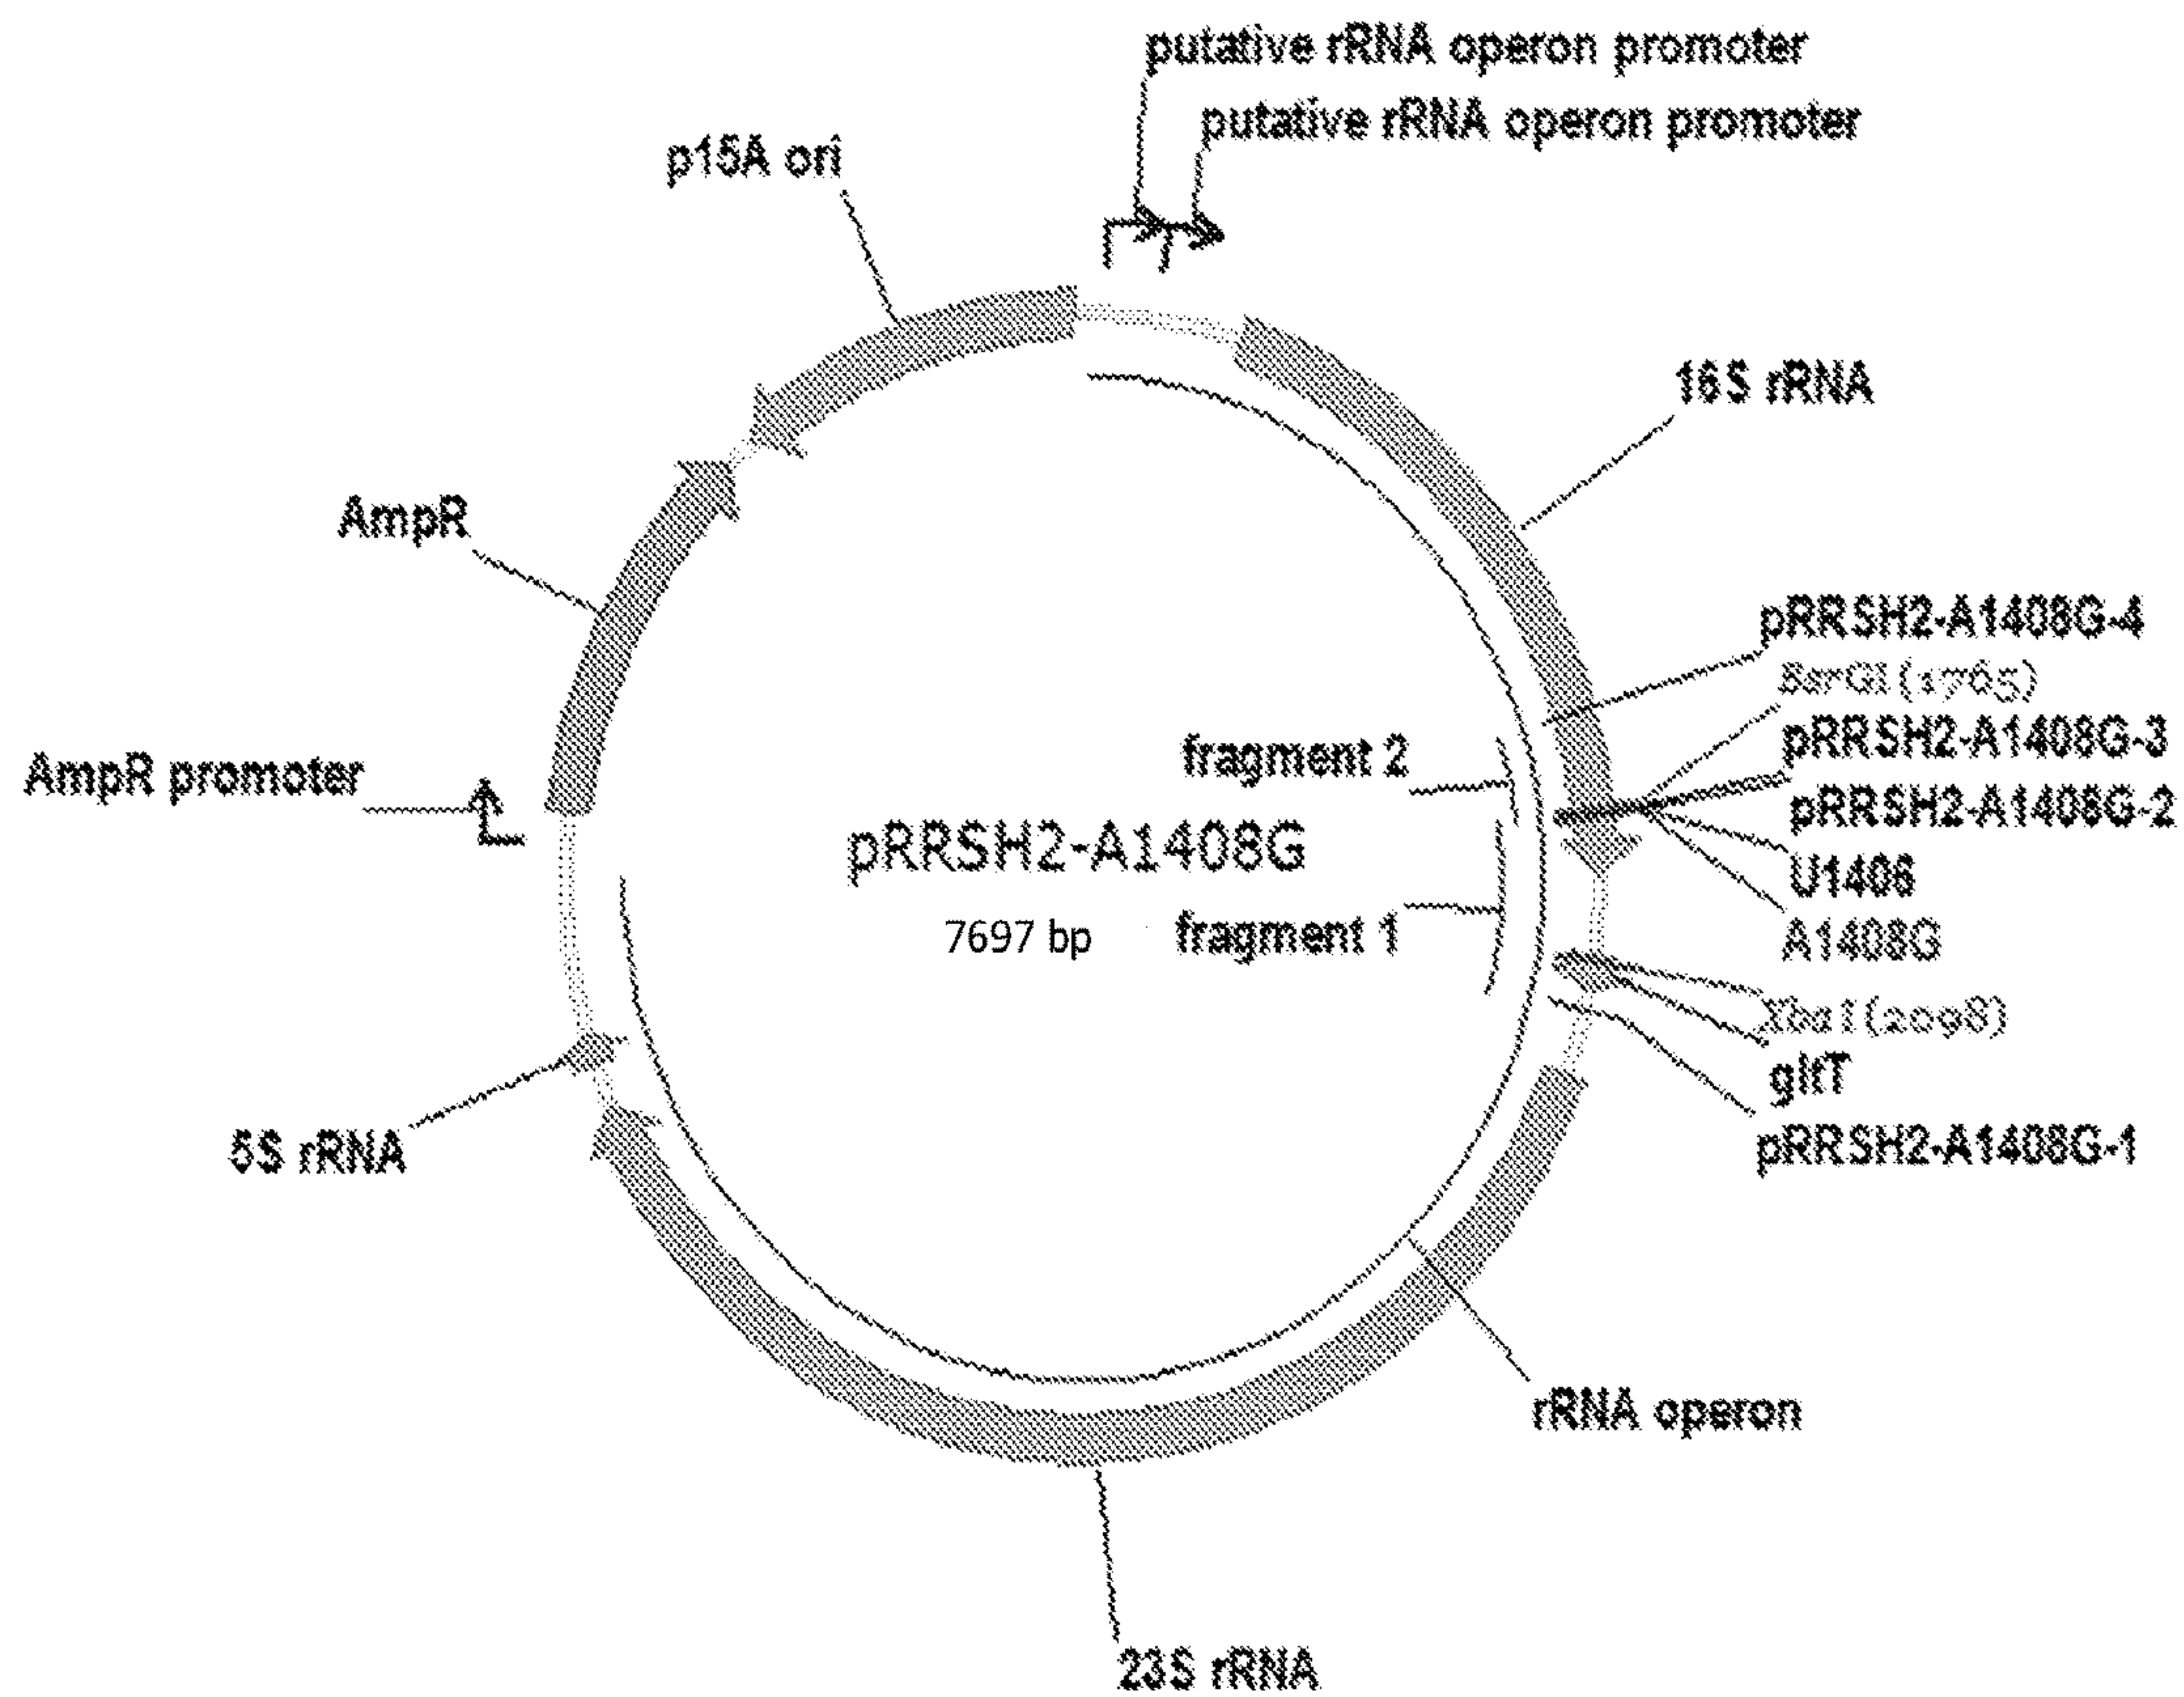 putative rRNA operon promoter
putative rRNA operon promoter
p15A ori
16S rRNA
AmpR
pRRSH2-A1408G-4
BsrGI (1765)
pRRSH2-A1408G-3
fragment 2
AmpR promoter
pRRSH2-A1408G-2
pRRSH2-A1408G
U1406
7697 bp
fragment 1
A1408G
XbaI (2098)
gltT
5S rRNA
pRRSH2-A1408G-1
rRNA operon
23S rRNA